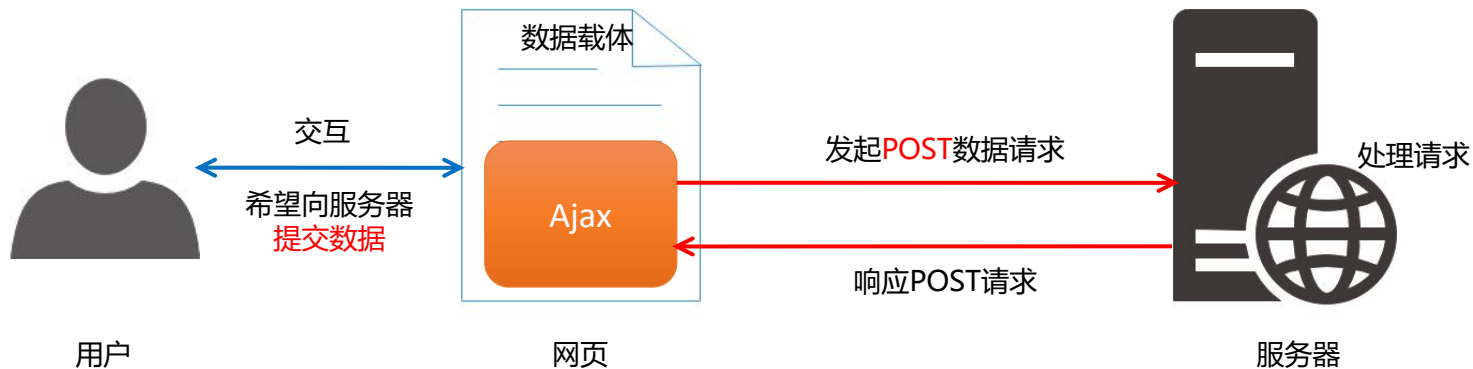 数据载体
交互
希望向服务器
提交数据
Ajax
发起POST数据请求
响应POST请求
处理请求
用户
网页
服务器